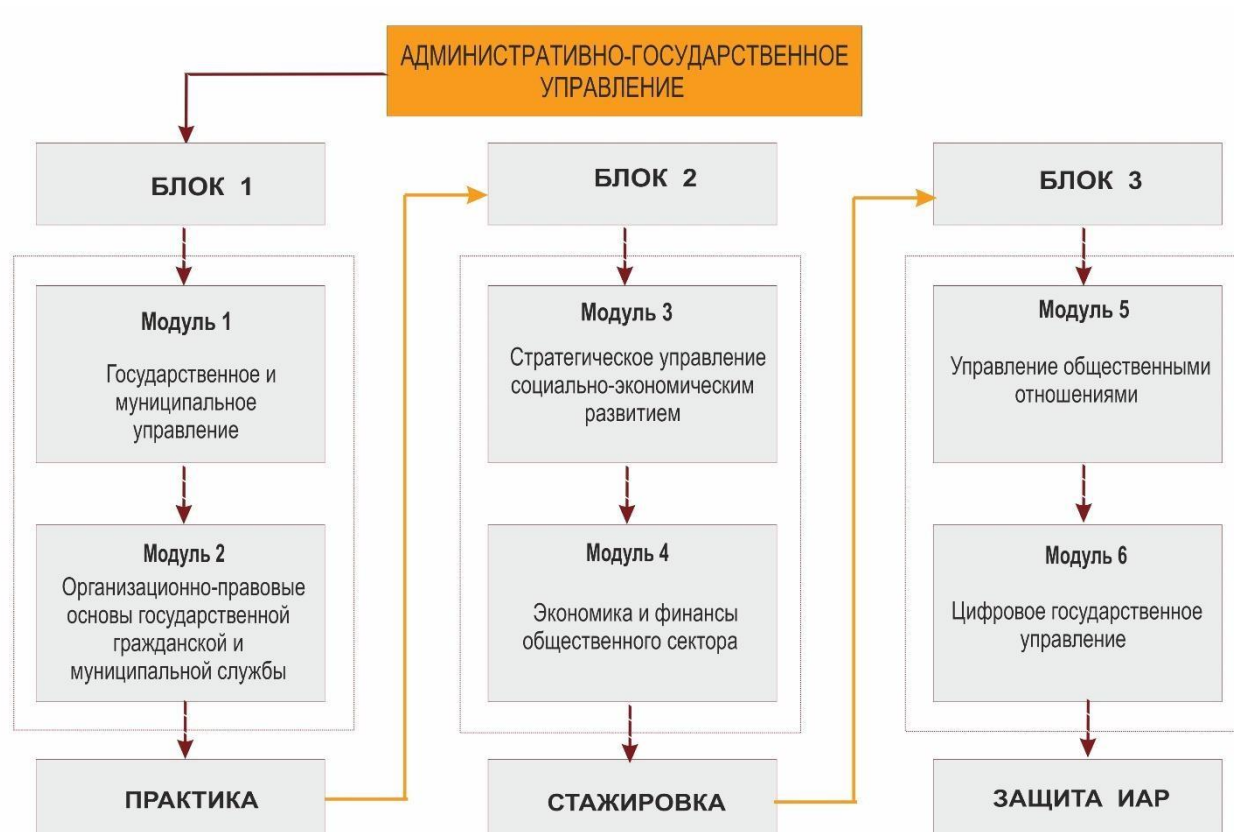 АДМИНИСТРАТИВНО-ГОСУДАРСТВЕННОЕ
УПРАВЛЕНИЕ
БЛОК 1
Модуль 1
Государственное и
муниципальное
управление
Модуль 2
Организационно-правовые
основы государственной
гражданской и
муниципальной службы
ПРАКТИКА
БЛОК 2
Модуль 3
Стратегическое управление
социально-экономическим
развитием
Модуль 4
Экономика и финансы
общественного сектора
СТАЖИРОВКА
БЛОК 3
Модуль 5
Управление общественными
отношениями
Модуль 6
Цифровое государственное
управление
ЗАЩИТА ИАР